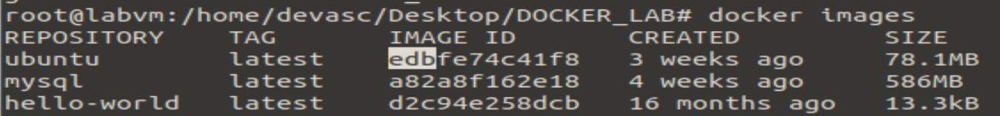 root@labvm:/home/devasc/Desktop/DOCKER_LAB# docker images
REPOSITORY TAG IMAGE ID CREATED SIZE
ubuntu latest edbfe74c41f8 3 weeks ago 78.1MB
mysql latest a82a8f162e18 4 weeks ago 586MB
hello-world latest d2c94e258dcb 16 months ago 13.3kB